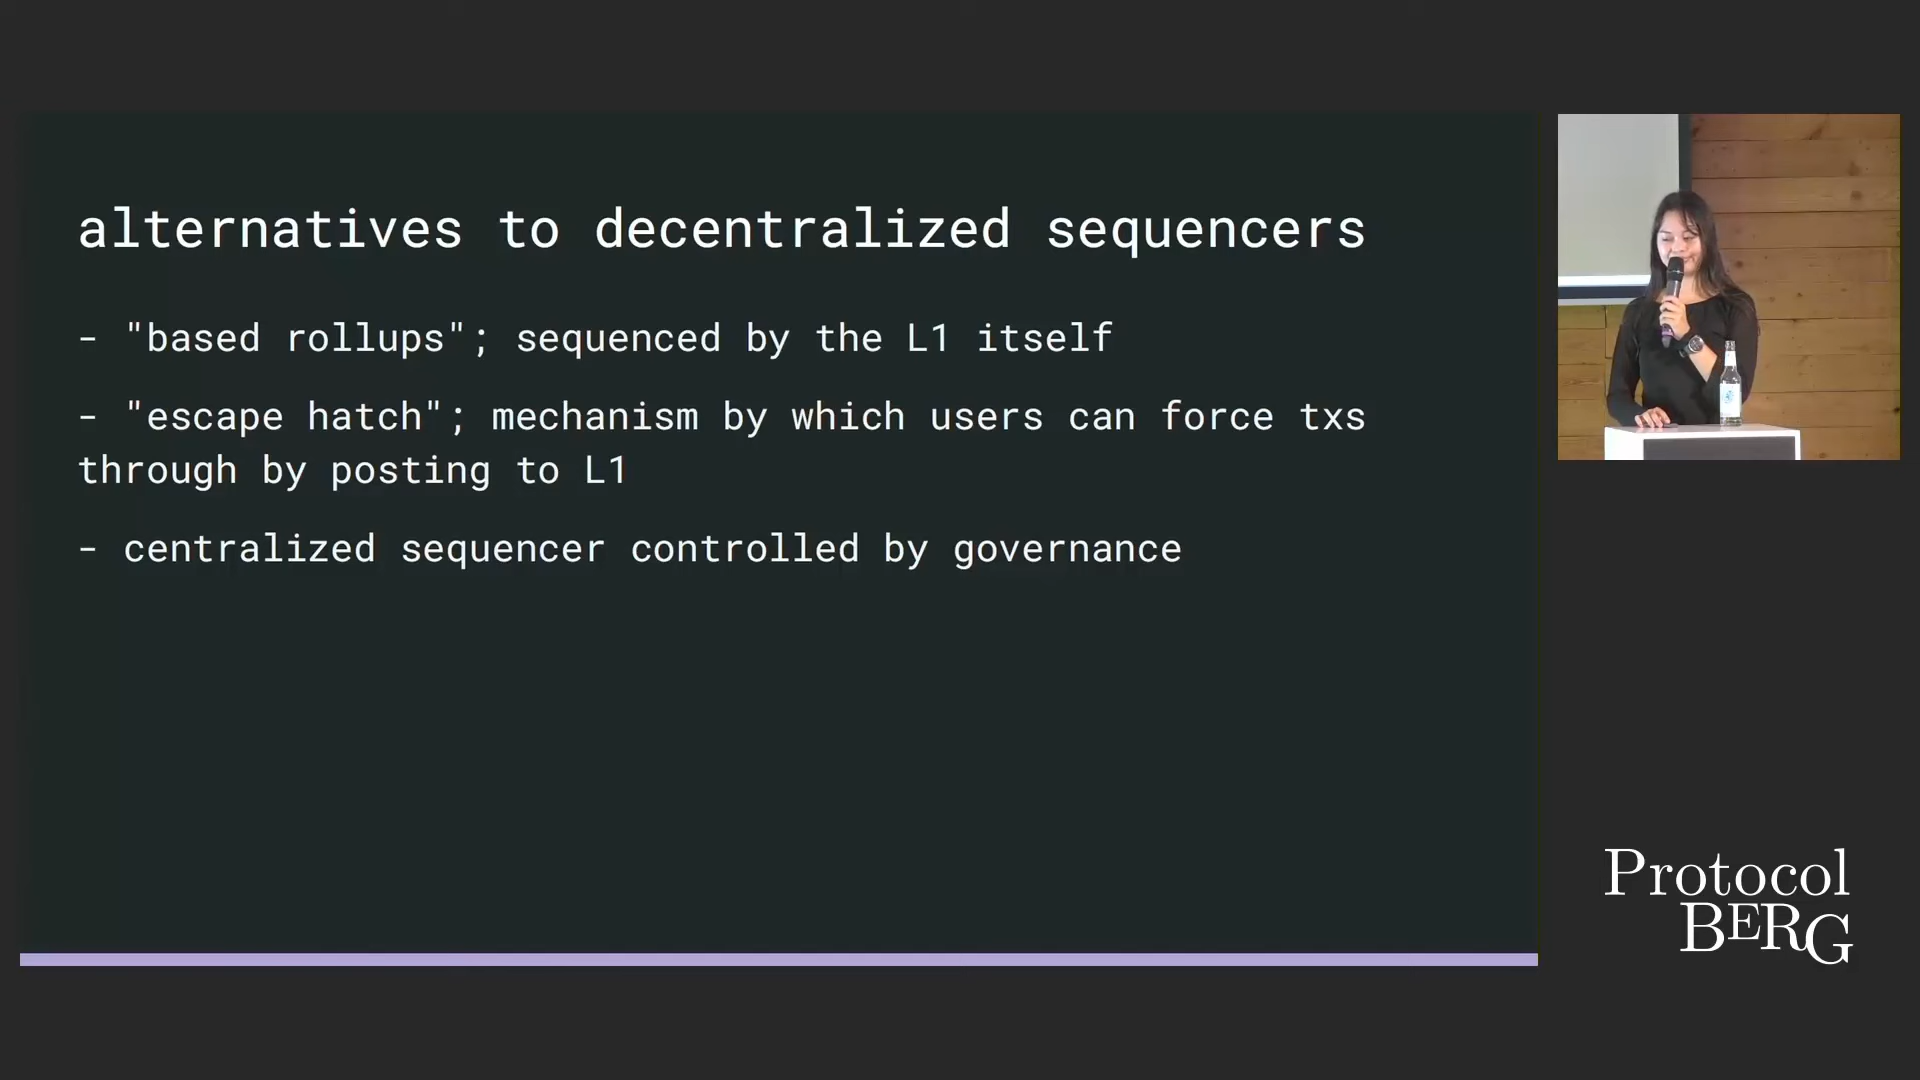 alternatives to decentralized sequencers
- "based rollups"; sequenced by the L1 itself
- "escape hatch"; mechanism by which users can force txs
through by posting to L1
- centralized sequencer controlled by governance
Protocol
BERG